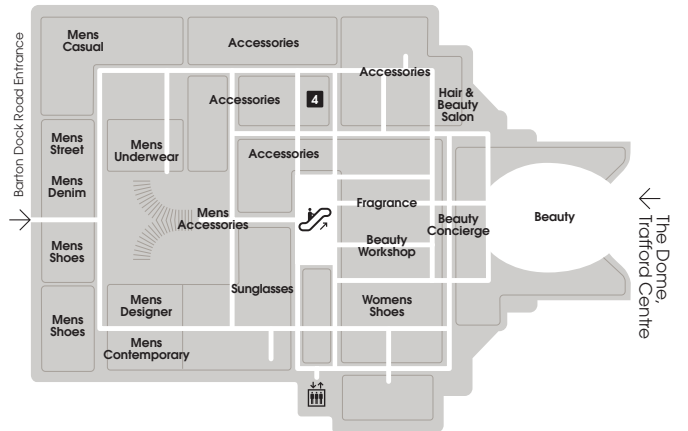 Barton Dock Road Entrance
Mens
Casual
Accessories
Accessories
Accessories
4
Hair &
Beauty
Salon
Mens
Street
Mens
Underwear
Accessories
Mens
Denim
Mens
Accessories
Fragrance
Beauty
Concierge
Beauty
Mens
Shoes
Beauty
Workshop
The Dome,
Trafford Centre
Sunglasses
Mens
Designer
Womens
Shoes
Mens
Shoes
Mens
Contemporary